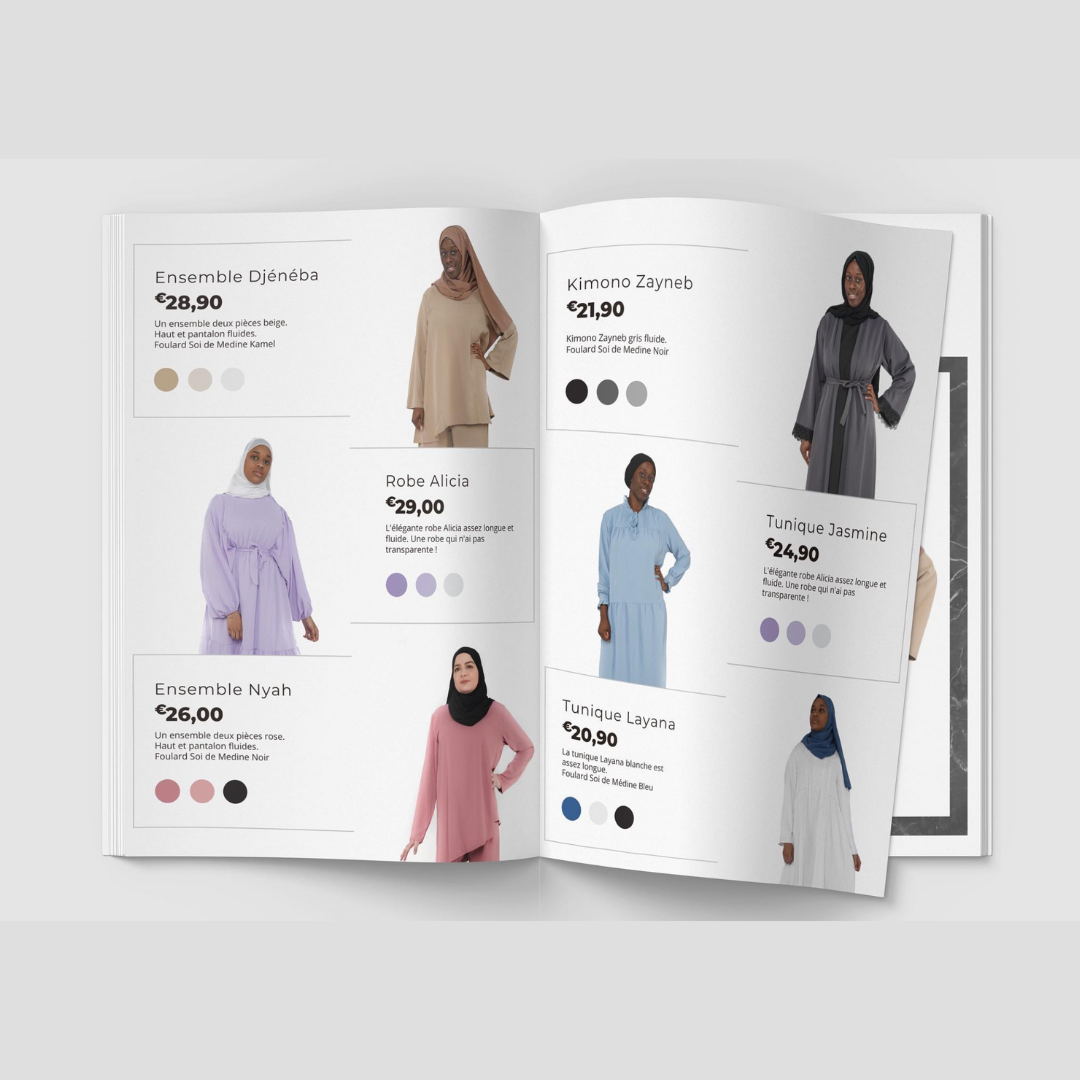 Ensemble Djénéba
€28,90
Un ensemble deux pièces beige.
Haut et pantalon fluides.
Foulard Soi de Medine Kamel
Robe Alicia
€29,00
L'élégante robe Alicia assez longue et
fluide. Une robe qui n'ai pas
transparente !
Ensemble Nyah
€26,00
Un ensemble deux pièces rose.
Haut et pantalon fluides.
Foulard Soi de Medine Noir
Kimono Zayneb
€21,90
Kimono Zayneb gris fluide.
Foulard Soi de Medine Noir
Tunique Jasmine
€24,90
L'élégante robe Alicia assez longue et
fluide. Une robe qui n'ai pas
transparente !
Tunique Layana
€20,90
La tunique Layana blanche est
assez longue.
Foulard Soi de Médine Bleu